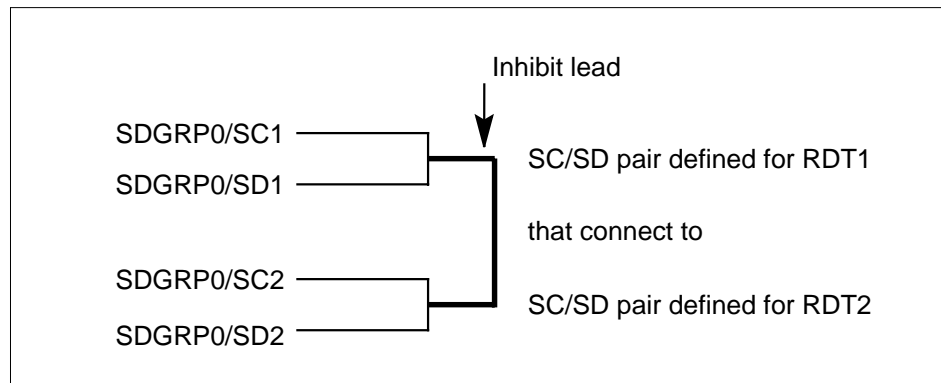 Inhibit lead
SDGRP0/SC1
SC/SD pair defined for RDT1
SDGRP0/SD1
that connect to
SDGRP0/SC2
SC/SD pair defined for RDT2
SDGRP0/SD2